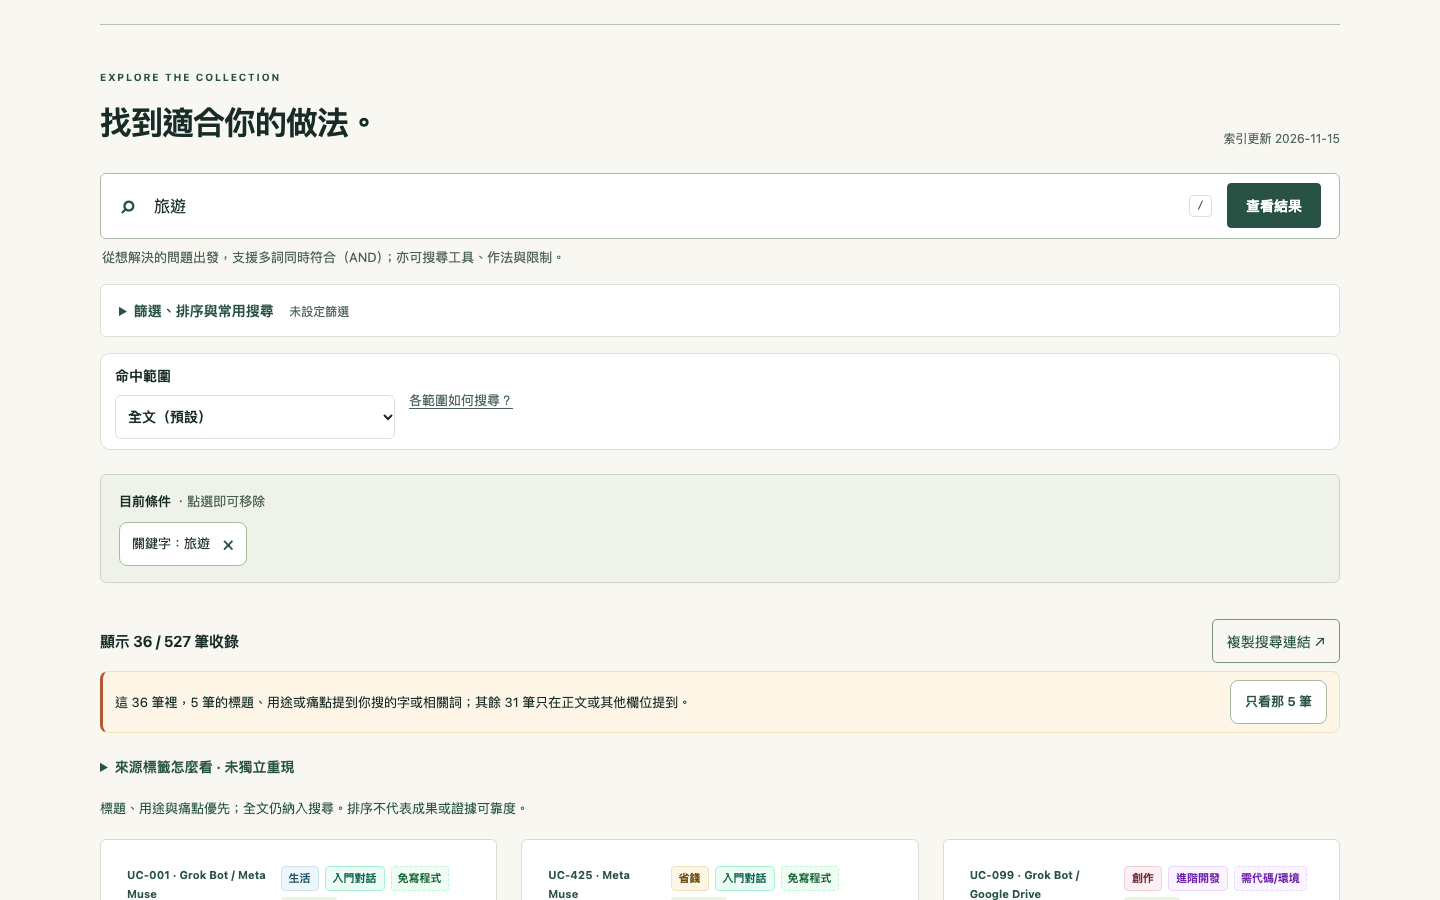 EXPLORE THE COLLECTION
找到適合你的做法。
索引更新 2026-11-15
旅遊
/
查看結果
從想解決的問題出發，支援多詞同時符合（AND）；亦可搜尋工具、作法與限制。
▶ 篩選、排序與常用搜尋 未設定篩選
命中範圍
全文（預設）
各範圍如何搜尋？
目前條件 · 點選即可移除
關鍵字：旅遊 ×
顯示 36 / 527 筆收錄
複製搜尋連結 ↗
這 36 筆裡，5 筆的標題、用途或痛點提到你搜的字或相關詞；其餘 31 筆只在正文或其他欄位提到。
只看那 5 筆
▶ 來源標籤怎麼看 · 未獨立重現
標題、用途與痛點優先；全文仍納入搜尋。排序不代表成果或證據可靠度。
UC-001 · Grok Bot / Meta
Muse
生活 入門對話 免寫程式
UC-425 · Meta
Muse
省錢 入門對話 免寫程式
UC-099 · Grok Bot /
Google Drive
創作 進階開發 需代碼/環境